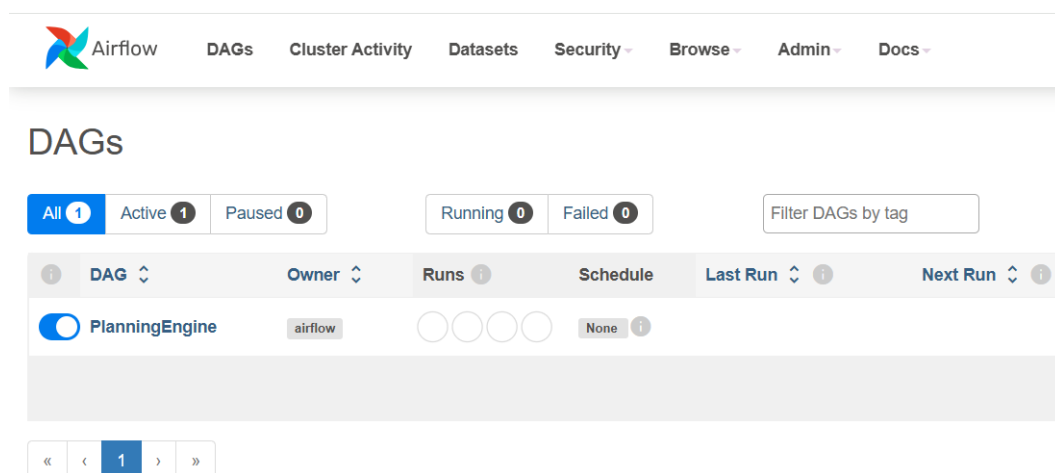 Airflow DAGs Cluster Activity Datasets Security Browse Admin Docs
DAGs
All 1 Active 1 Paused 0 Running 0 Failed 0 Filter DAGs by tag
i DAG Owner Runs i Schedule Last Run i Next Run i
PlanningEngine airflow None i
« ‹ 1 › »